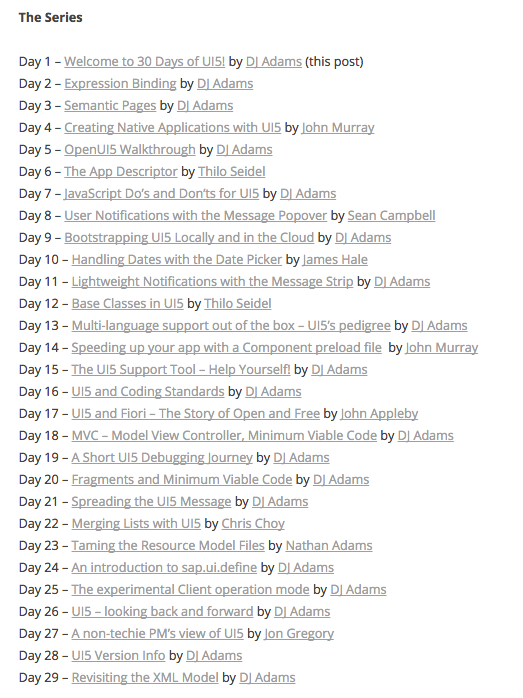 The Series
Day 1 – Welcome to 30 Days of UI5! by DJ Adams (this post)
Day 2 – Expression Binding by DJ Adams
Day 3 – Semantic Pages by DJ Adams
Day 4 – Creating Native Applications with UI5 by John Murray
Day 5 – OpenUI5 Walkthrough by DJ Adams
Day 6 – The App Descriptor by Thilo Seidel
Day 7 – JavaScript Do's and Don'ts for UI5 by DJ Adams
Day 8 – User Notifications with the Message Popover by Sean Campbell
Day 9 – Bootstrapping UI5 Locally and in the Cloud by DJ Adams
Day 10 – Handling Dates with the Date Picker by James Hale
Day 11 – Lightweight Notifications with the Message Strip by DJ Adams
Day 12 – Base Classes in UI5 by Thilo Seidel
Day 13 – Multi-language support out of the box – UI5's pedigree by DJ Adams
Day 14 – Speeding up your app with a Component preload file by John Murray
Day 15 – The UI5 Support Tool – Help Yourself! by DJ Adams
Day 16 – UI5 and Coding Standards by DJ Adams
Day 17 – UI5 and Fiori – The Story of Open and Free by John Appleby
Day 18 – MVC – Model View Controller, Minimum Viable Code by DJ Adams
Day 19 – A Short UI5 Debugging Journey by DJ Adams
Day 20 – Fragments and Minimum Viable Code by DJ Adams
Day 21 – Spreading the UI5 Message by DJ Adams
Day 22 – Merging Lists with UI5 by Chris Choy
Day 23 – Taming the Resource Model Files by Nathan Adams
Day 24 – An introduction to sap.ui.define by DJ Adams
Day 25 – The experimental Client operation mode by DJ Adams
Day 26 – UI5 – looking back and forward by DJ Adams
Day 27 – A non-techie PM's view of UI5 by Jon Gregory
Day 28 – UI5 Version Info by DJ Adams
Day 29 – Revisiting the XML Model by DJ Adams